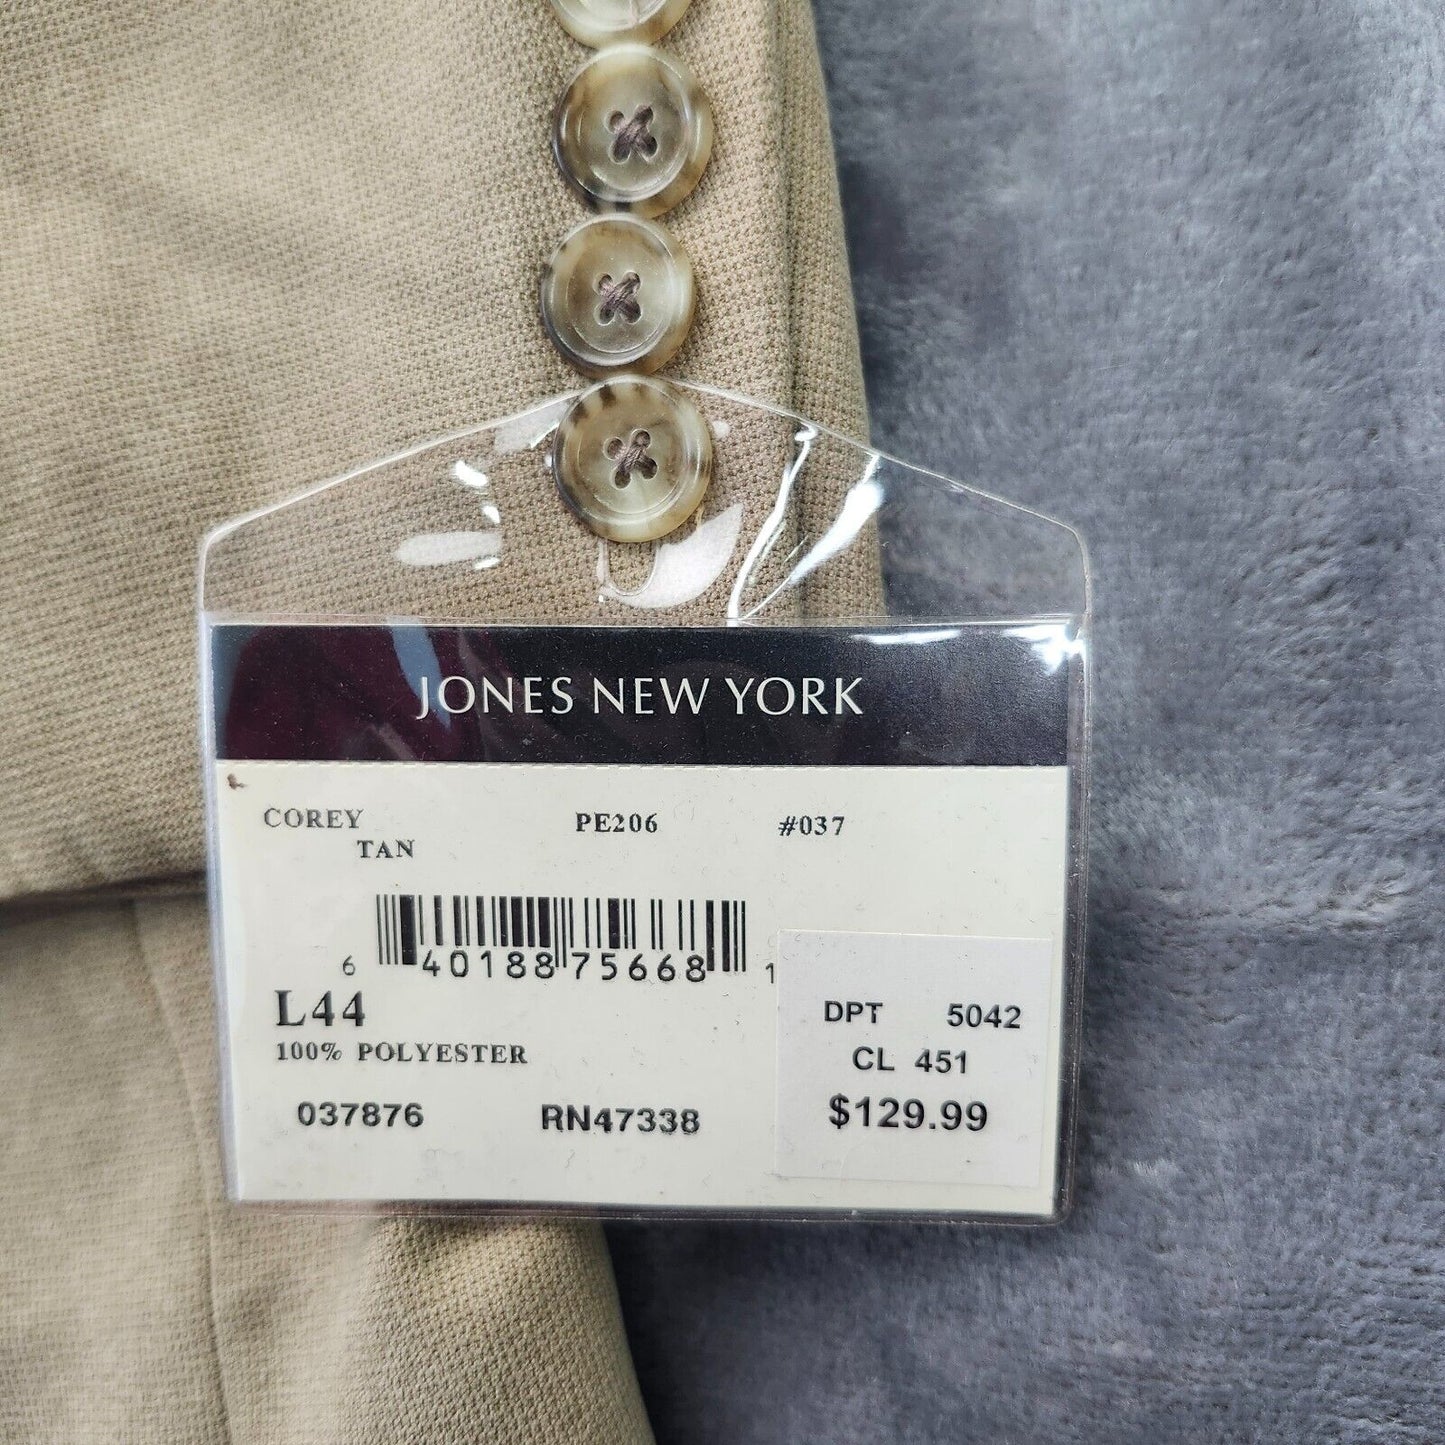 JONES NEW YORK
COREY PE206 #037
TAN
6 40188 75668 1
L44
100% POLYESTER
037876 RN47338
DPT 5042
CL 451
$129.99